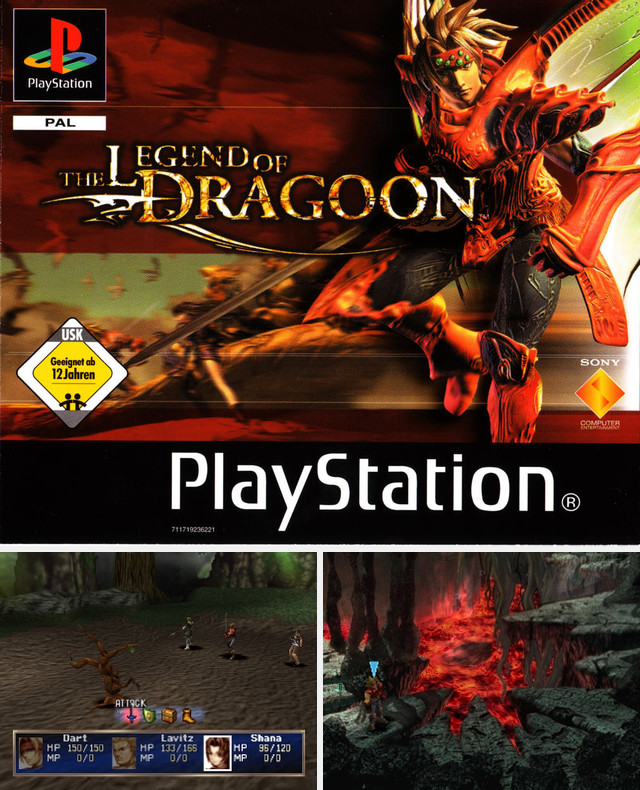 PlayStation
PAL
THE LEGEND OF
DRAGOON
USK
Geeignet ab
12 Jahren
SONY
COMPUTER
ENTERTAINMENT
PlayStation®
711719236221
ATTACK
Dart Lavitz Shana
HP 150/150 HP 133/166 HP 96/120
MP 0/0 MP 0/0 MP 0/0